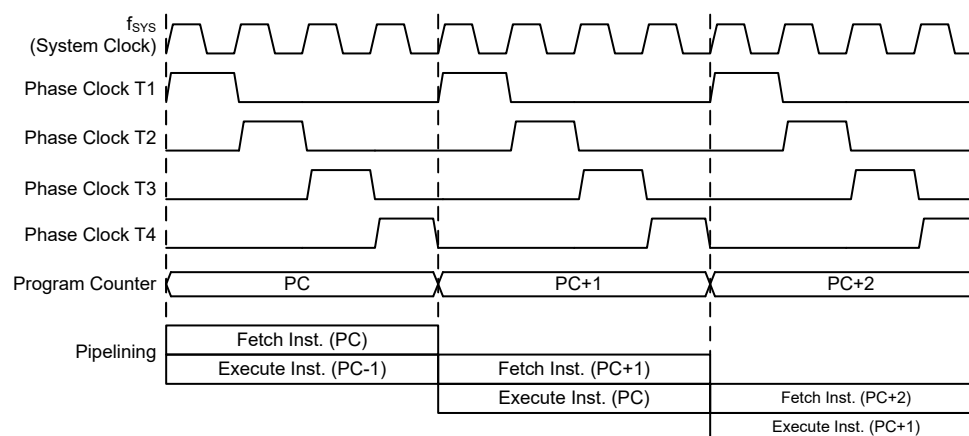 fSYS
(System Clock)
Phase Clock T1
Phase Clock T2
Phase Clock T3
Phase Clock T4
Program Counter PC PC+1 PC+2
Pipelining
Fetch Inst. (PC)
Execute Inst. (PC-1) Fetch Inst. (PC+1)
Execute Inst. (PC) Fetch Inst. (PC+2)
Execute Inst. (PC+1)